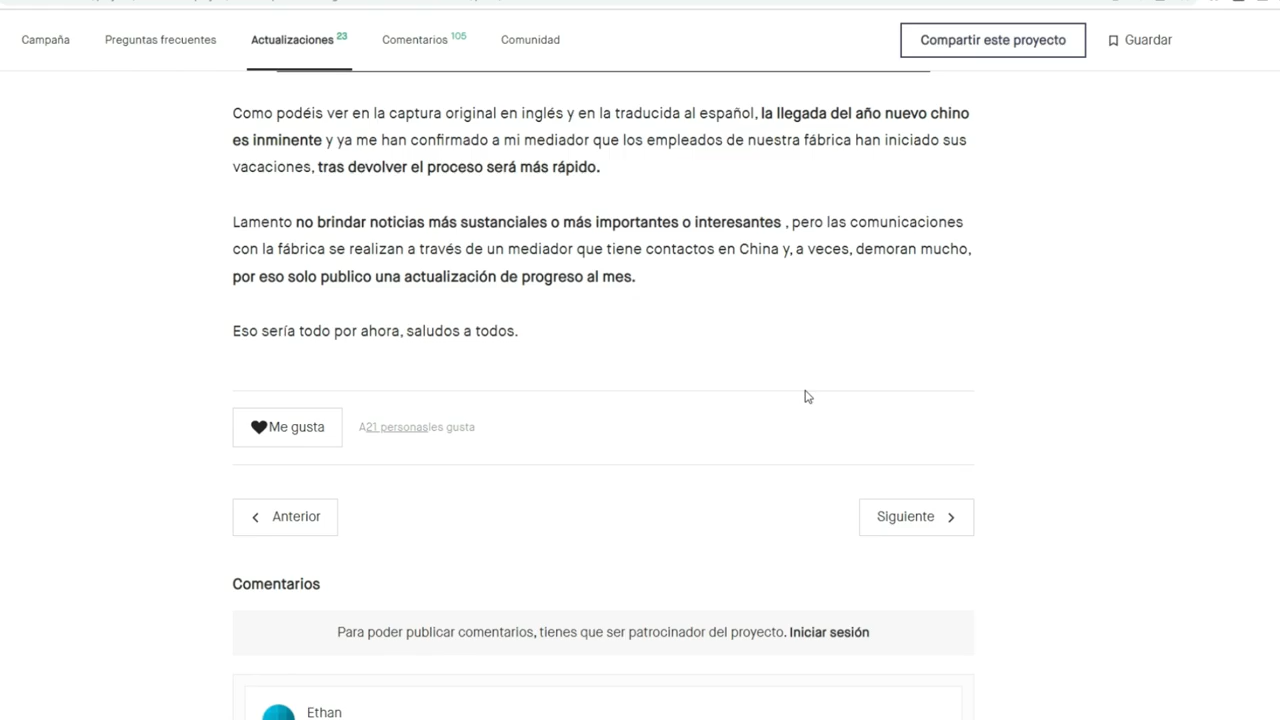 Campaña Preguntas frecuentes Actualizaciones 23 Comentarios 105 Comunidad Compartir este proyecto Guardar
Como podéis ver en la captura original en inglés y en la traducida al español, la llegada del año nuevo chino
es inminente y ya me han confirmado a mi mediador que los empleados de nuestra fábrica han iniciado sus
vacaciones, tras devolver el proceso será más rápido.
Lamento no brindar noticias más sustanciales o más importantes o interesantes , pero las comunicaciones
con la fábrica se realizan a través de un mediador que tiene contactos en China y, a veces, demoran mucho,
por eso solo publico una actualización de progreso al mes.
Eso sería todo por ahora, saludos a todos.
Me gusta A21 personasles gusta
Anterior Siguiente
Comentarios
Para poder publicar comentarios, tienes que ser patrocinador del proyecto. Iniciar sesión
Ethan